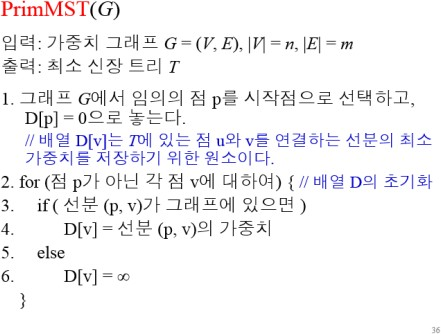 PrimMST(G)
입력: 가중치 그래프 G = (V, E), |V| = n, |E| = m
출력: 최소 신장 트리 T
1. 그래프 G에서 임의의 점 p를 시작점으로 선택하고,
D[p] = 0으로 놓는다.
// 배열 D[v]는 T에 있는 점 u와 v를 연결하는 선분의 최소
가중치를 저장하기 위한 원소이다.
2. for (점 p가 아닌 각 점 v에 대하여) { // 배열 D의 초기화
3. if ( 선분 (p, v)가 그래프에 있으면 )
4. D[v] = 선분 (p, v)의 가중치
5. else
6. D[v] = ∞
}
36